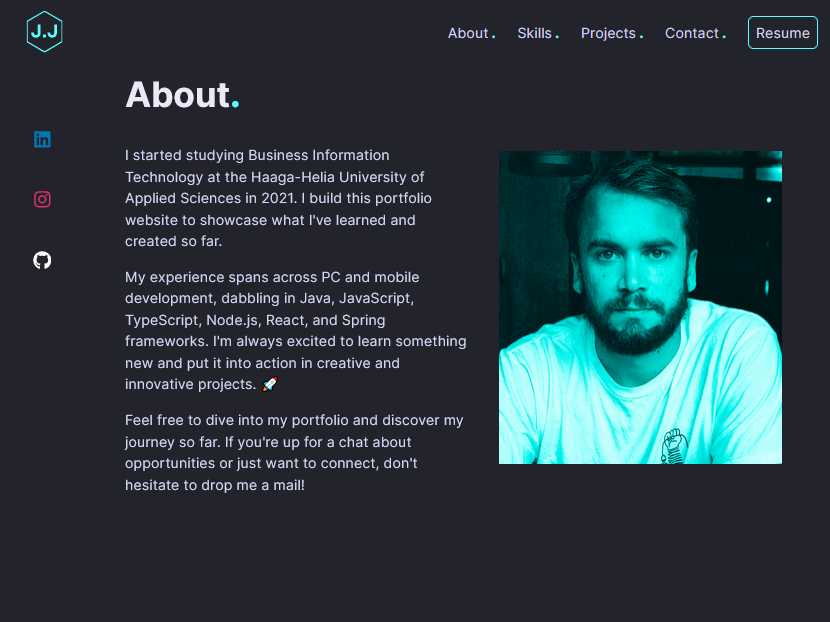 J.J
About. Skills. Projects. Contact. Resume
About.
I started studying Business Information
Technology at the Haaga-Helia University of
Applied Sciences in 2021. I build this portfolio
website to showcase what I've learned and
created so far.
My experience spans across PC and mobile
development, dabbling in Java, JavaScript,
TypeScript, Node.js, React, and Spring
frameworks. I'm always excited to learn something
new and put it into action in creative and
innovative projects. 🚀
Feel free to dive into my portfolio and discover my
journey so far. If you're up for a chat about
opportunities or just want to connect, don't
hesitate to drop me a mail!
in